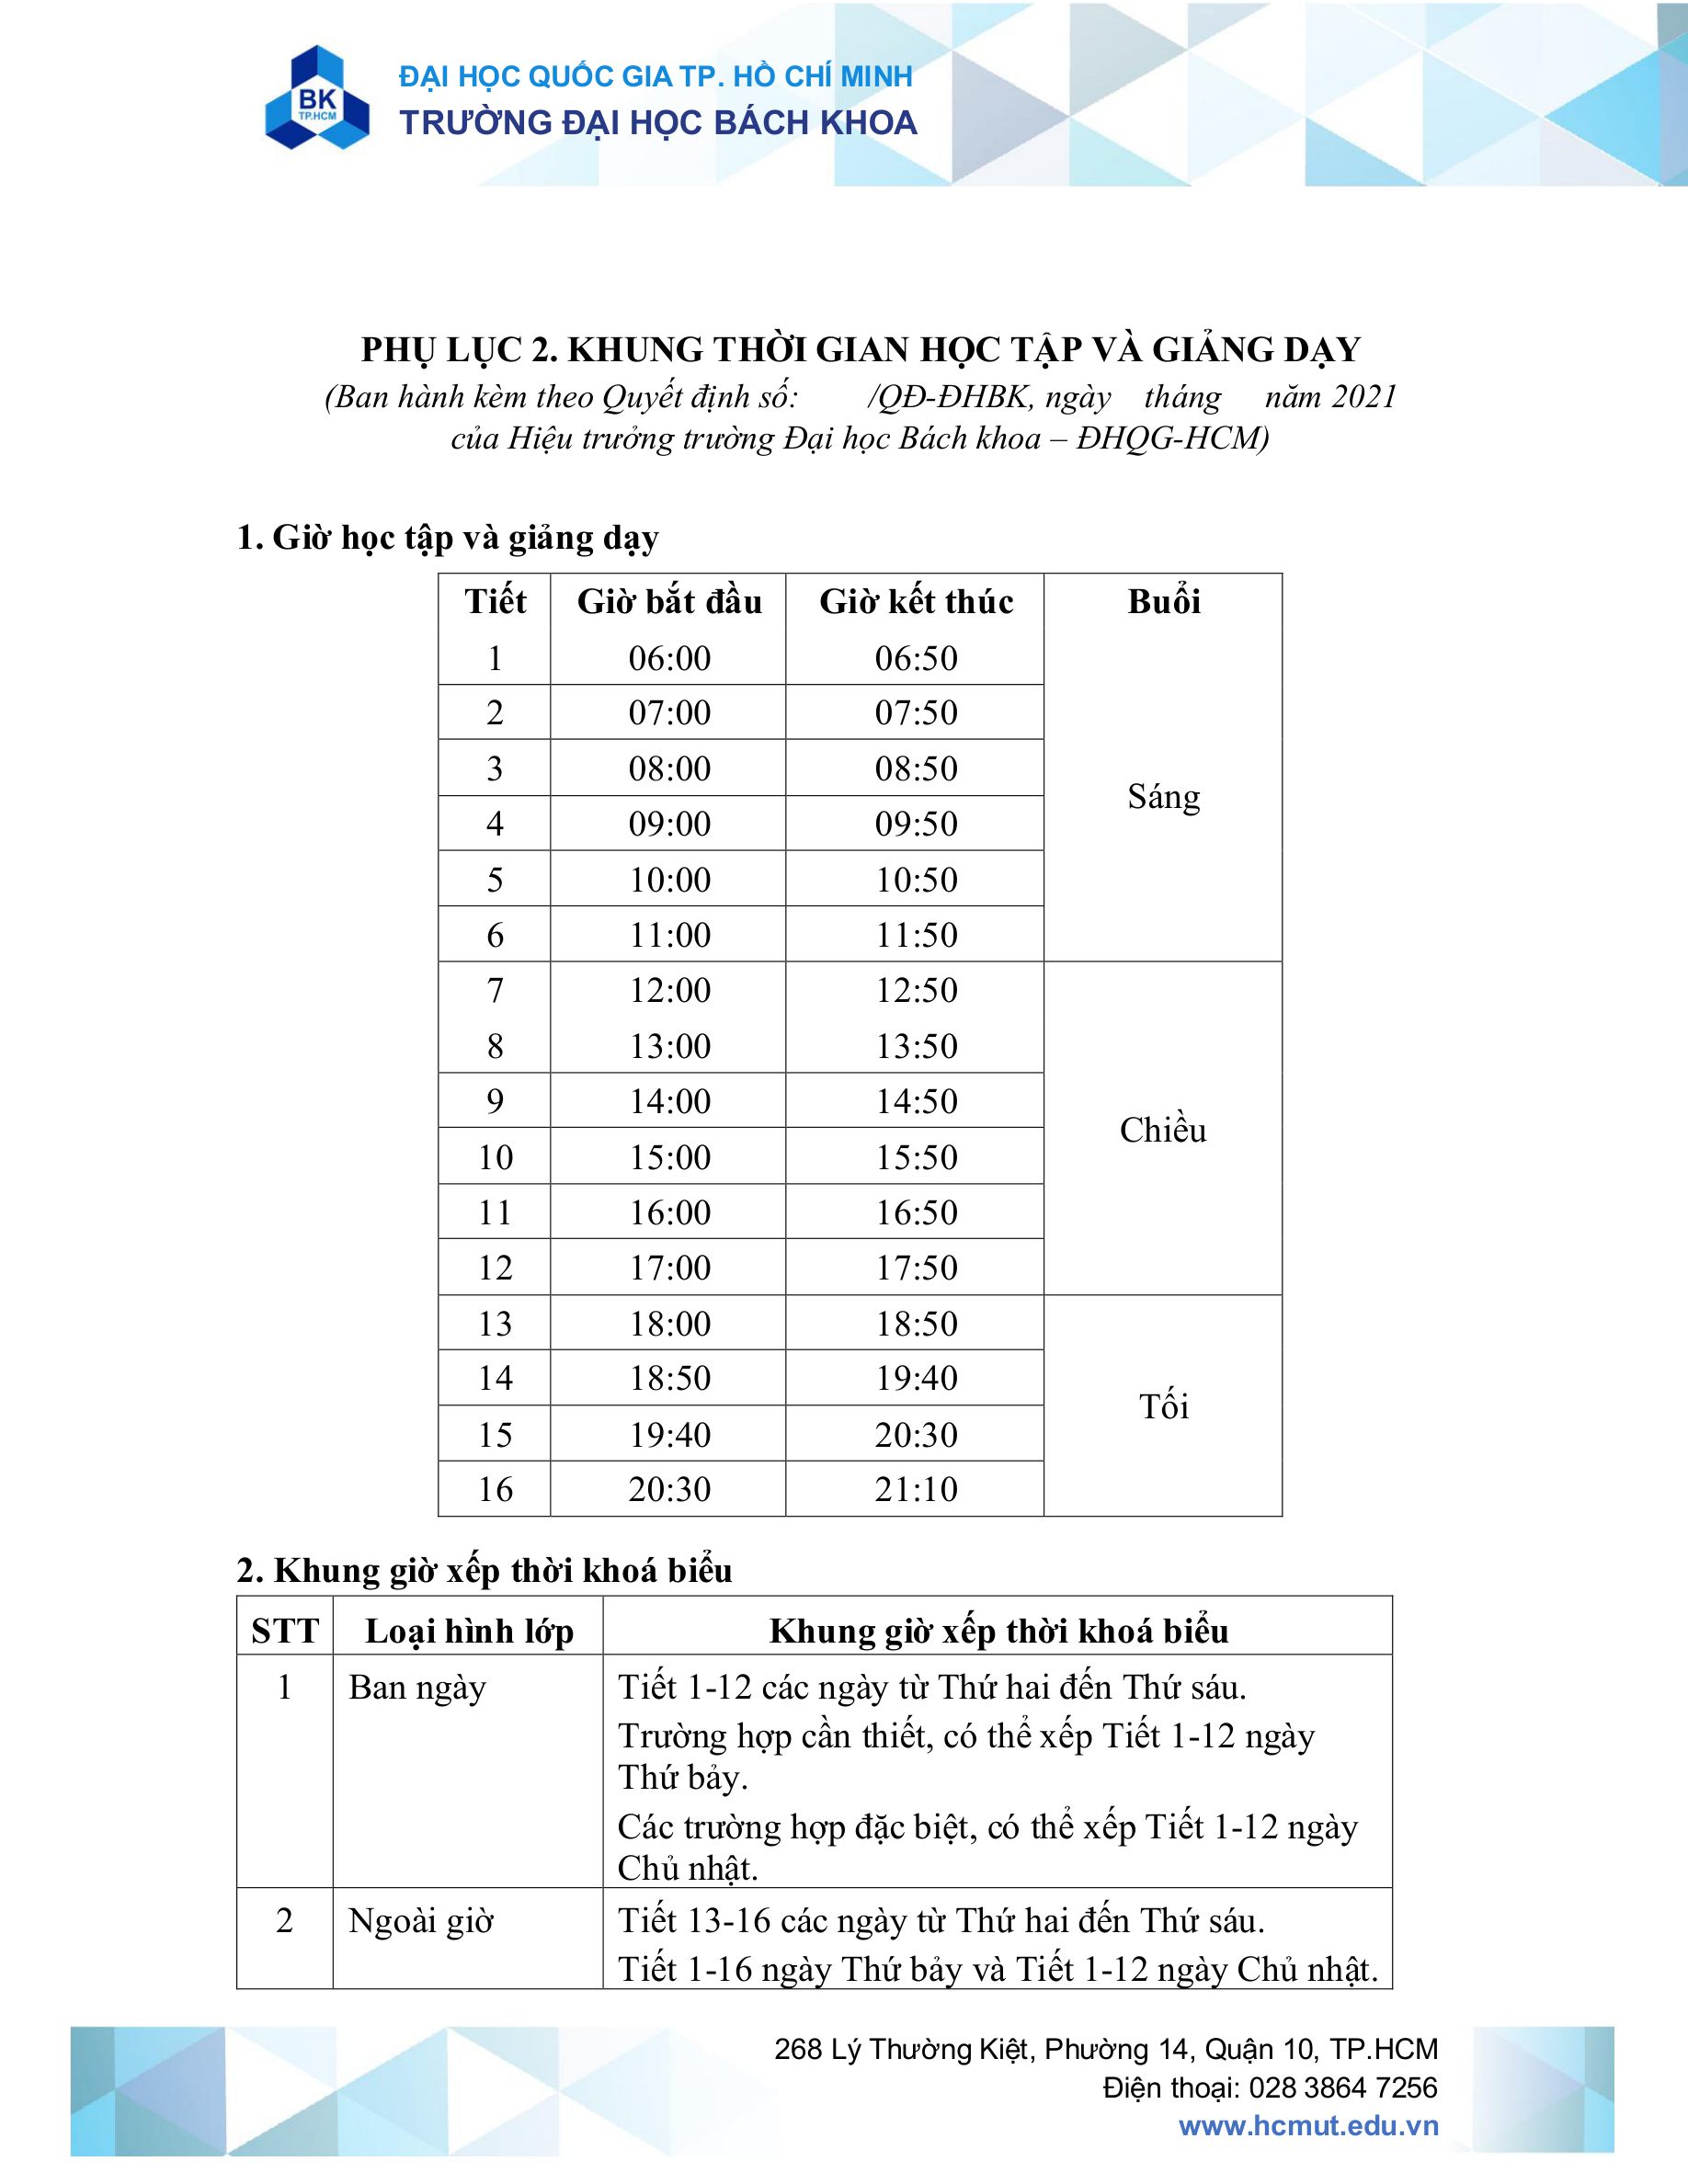 BK
TP.HCM
ĐẠI HỌC QUỐC GIA TP. HỒ CHÍ MINH
TRƯỜNG ĐẠI HỌC BÁCH KHOA
PHỤ LỤC 2. KHUNG THỜI GIAN HỌC TẬP VÀ GIẢNG DẠY
(Ban hành kèm theo Quyết định số: /QĐ-ĐHBK, ngày tháng năm 2021
của Hiệu trưởng trường Đại học Bách khoa – ĐHQG-HCM)
1. Giờ học tập và giảng dạy
Tiết Giờ bắt đầu Giờ kết thúc Buổi
1 06:00 06:50
2 07:00 07:50
3 08:00 08:50
Sáng
4 09:00 09:50
5 10:00 10:50
6 11:00 11:50
7 12:00 12:50
8 13:00 13:50
9 14:00 14:50
Chiều
10 15:00 15:50
11 16:00 16:50
12 17:00 17:50
13 18:00 18:50
14 18:50 19:40
Tối
15 19:40 20:30
16 20:30 21:10
2. Khung giờ xếp thời khoá biểu
STT Loại hình lớp Khung giờ xếp thời khoá biểu
1 Ban ngày Tiết 1-12 các ngày từ Thứ hai đến Thứ sáu.
Trường hợp cần thiết, có thể xếp Tiết 1-12 ngày
Thứ bảy.
Các trường hợp đặc biệt, có thể xếp Tiết 1-12 ngày
Chủ nhật.
2 Ngoài giờ Tiết 13-16 các ngày từ Thứ hai đến Thứ sáu.
Tiết 1-16 ngày Thứ bảy và Tiết 1-12 ngày Chủ nhật.
268 Lý Thường Kiệt, Phường 14, Quận 10, TP.HCM
Điện thoại: 028 3864 7256
www.hcmut.edu.vn